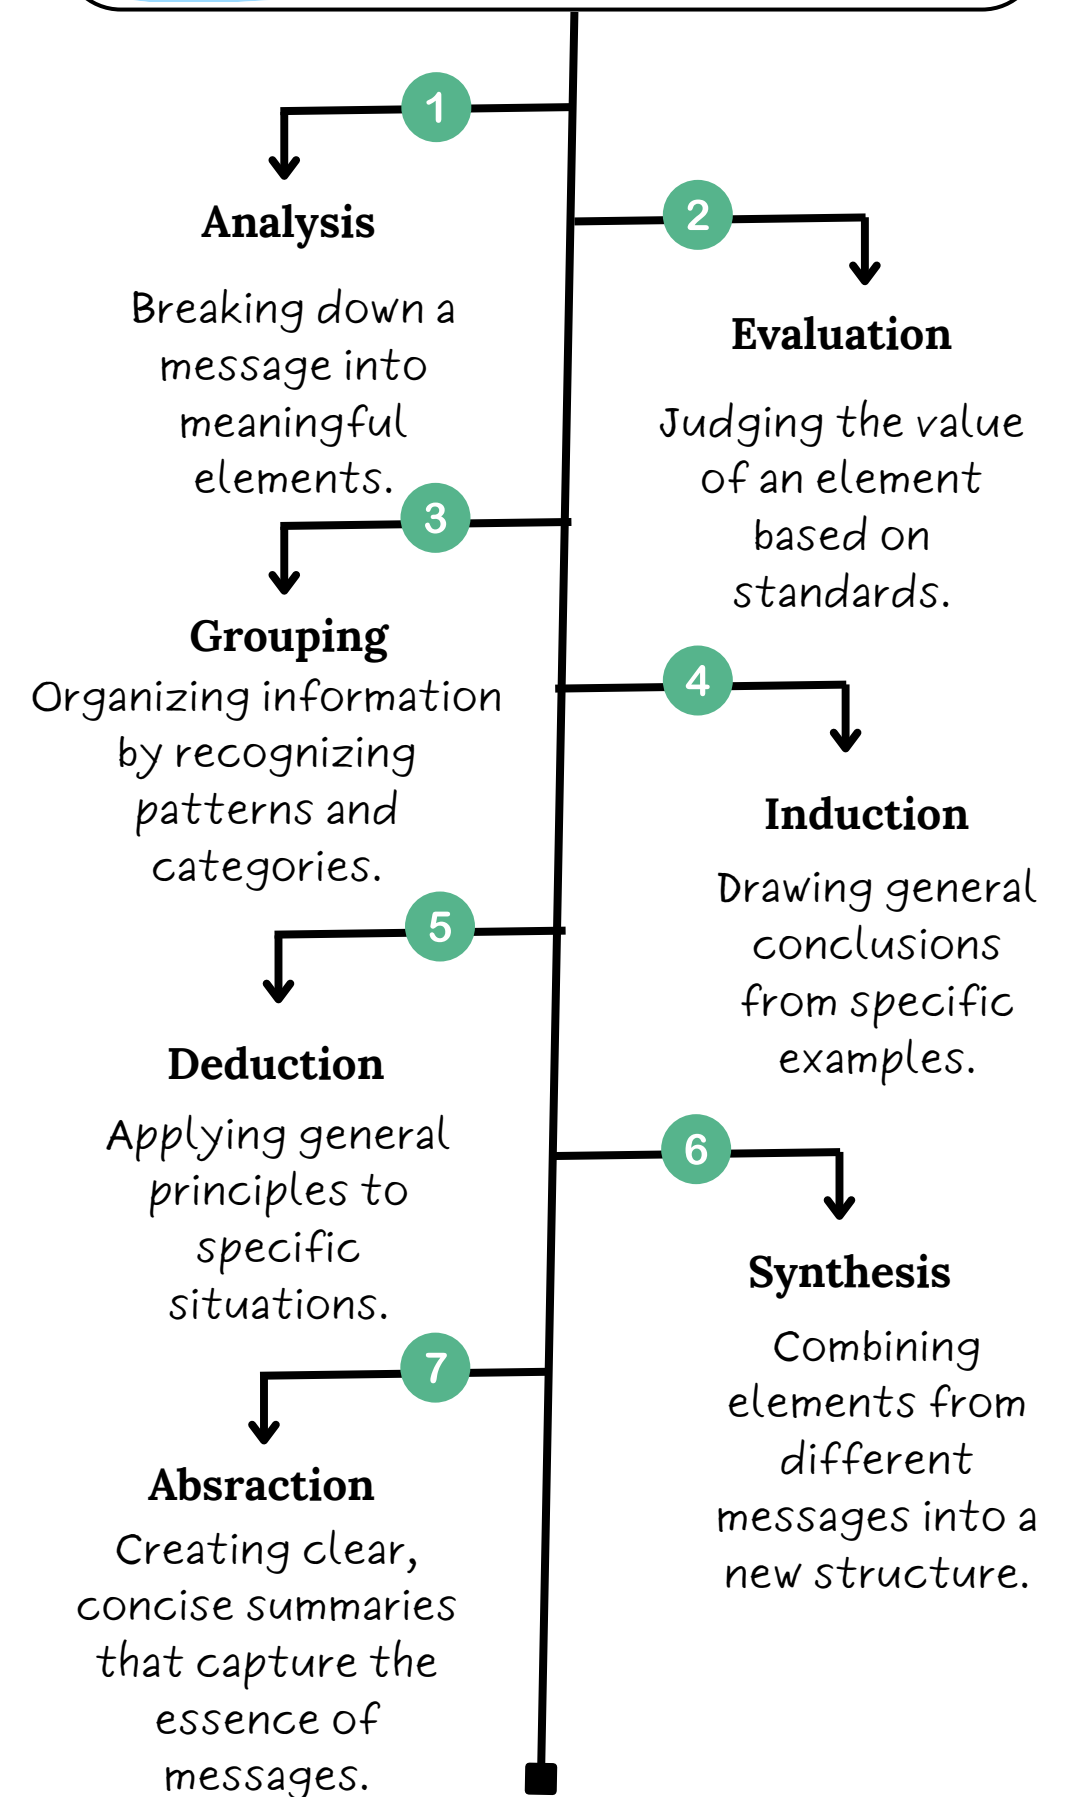 1
Analysis
Breaking down a
message into
meaningful
elements.
2
Evaluation
Judging the value
of an element
based on
standards.
3
Grouping
Organizing information
by recognizing
patterns and
categories.
4
Induction
Drawing general
conclusions
from specific
examples.
5
Deduction
Applying general
principles to
specific
situations.
6
Synthesis
Combining
elements from
different
messages into a
new structure.
7
Absraction
Creating clear,
concise summaries
that capture the
essence of
messages.